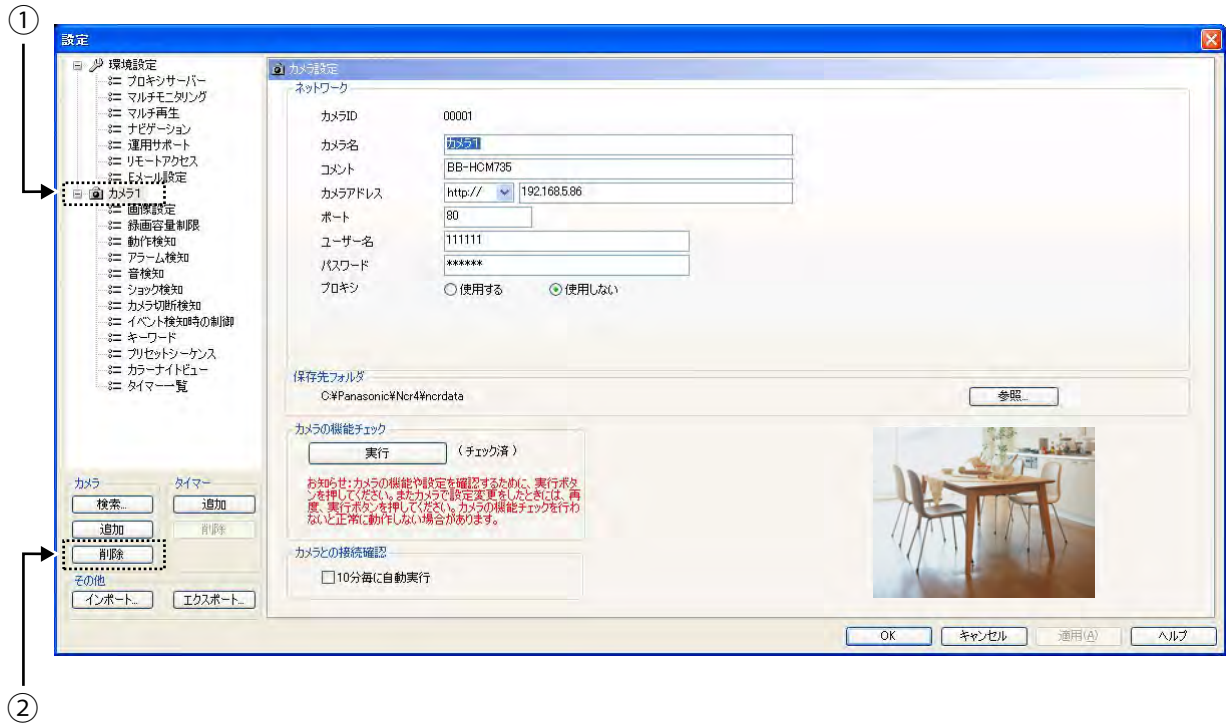 ①
設定
環境設定
プロキシサーバー
マルチモニタリング
マルチ再生
ナビゲーション
運用サポート
リモートアクセス
Eメール設定
カメラ1
画像設定
録画容量制限
動作検知
アラーム検知
音検知
ショック検知
カメラ切断検知
イベント検知時の制御
キーワード
プリセットシーケンス
カラーナイトビュー
タイマー一覧
カメラ
検索...
追加
削除
タイマー
追加
削除
その他
インポート...
エクスポート...
カメラ設定
ネットワーク
カメラID 00001
カメラ名 カメラ1
コメント BB-HCM735
カメラアドレス http:// 192.168.5.86
ポート 80
ユーザー名 111111
パスワード ******
プロキシ 使用する 使用しない
保存先フォルダ
C:¥Panasonic¥Ncr4¥ncrdata 参照...
カメラの機能チェック
実行 (チェック済)
お知らせ:カメラの機能や設定を確認するために、実行ボタ
ンを押してください。またカメラで設定変更をしたときには、再
度、実行ボタンを押してください。カメラの機能チェックを行わ
ないと正常に動作しない場合があります。
カメラとの接続確認
10分毎に自動実行
OK キャンセル 適用(A) ヘルプ
②